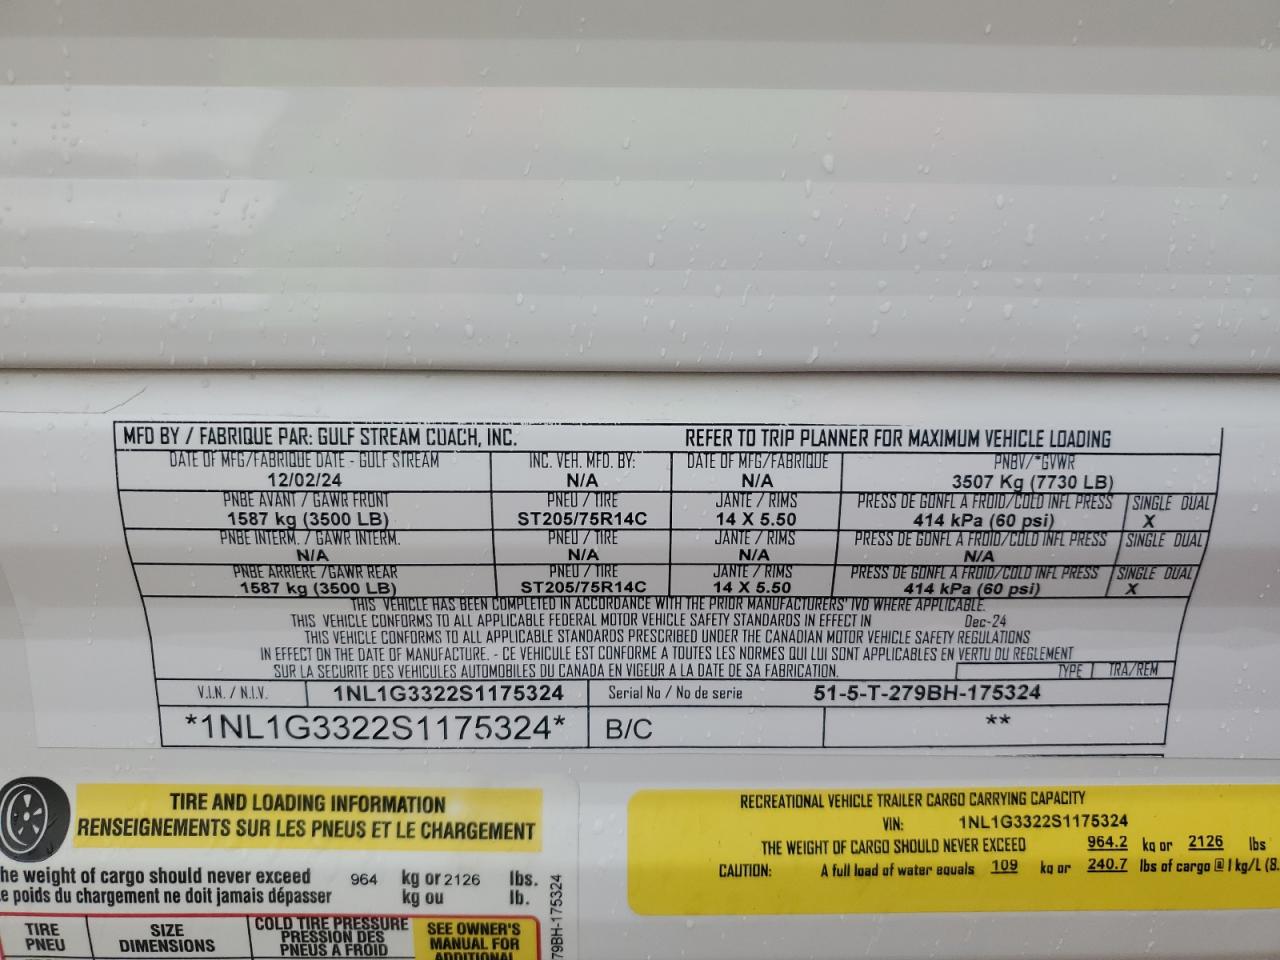 MFD BY / FABRIQUE PAR: GULF STREAM COACH, INC. REFER TO TRIP PLANNER FOR MAXIMUM VEHICLE LOADING
DATE OF MFG/FABRIQUE DATE - GULF STREAM INC. VEH. MFD. BY: DATE OF MFG/FABRIQUE PNBV/*GVWR
12/02/24 N/A N/A 3507 Kg (7730 LB)
PNBE AVANT / GAWR FRONT PNEU / TIRE JANTE / RIMS PRESS DE GONFL A FROID/COLD INFL PRESS SINGLE DUAL
1587 kg (3500 LB) ST205/75R14C 14 X 5.50 414 kPa (60 psi) X
PNBE INTERM. / GAWR INTERM. PNEU / TIRE JANTE / RIMS PRESS DE GONFL A FROID/COLD INFL PRESS SINGLE DUAL
N/A N/A N/A N/A
PNBE ARRIERE /GAWR REAR PNEU / TIRE JANTE / RIMS PRESS DE GONFL A FROID/COLD INFL PRESS SINGLE DUAL
1587 kg (3500 LB) ST205/75R14C 14 X 5.50 414 kPa (60 psi) X
THIS VEHICLE HAS BEEN COMPLETED IN ACCORDANCE WITH THE PRIOR MANUFACTURERS' IVD WHERE APPLICABLE.
THIS VEHICLE CONFORMS TO ALL APPLICABLE FEDERAL MOTOR VEHICLE SAFETY STANDARDS IN EFFECT IN Dec-24
THIS VEHICLE CONFORMS TO ALL APPLICABLE STANDARDS PRESCRIBED UNDER THE CANADIAN MOTOR VEHICLE SAFETY REGULATIONS
IN EFFECT ON THE DATE OF MANUFACTURE. - CE VEHICULE EST CONFORME A TOUTES LES NORMES QUI LUI SONT APPLICABLES EN VERTU DU REGLEMENT
SUR LA SECURITE DES VEHICULES AUTOMOBILES DU CANADA EN VIGEUR A LA DATE DE SA FABRICATION. TYPE TRA/REM
V.I.N. / N.I.V. 1NL1G3322S1175324 Serial No / No de serie 51-5-T-279BH-175324
*1NL1G3322S1175324* B/C **
TIRE AND LOADING INFORMATION
RENSEIGNEMENTS SUR LES PNEUS ET LE CHARGEMENT
he weight of cargo should never exceed 964 kg or 2126 lbs.
e poids du chargement ne doit jamais dépasser kg ou lb.
TIRE SIZE COLD TIRE PRESSURE SEE OWNER'S
PNEU DIMENSIONS PRESSION DES MANUAL FOR
PNEUS A FROID ADDITIONAL
79BH-175324
RECREATIONAL VEHICLE TRAILER CARGO CARRYING CAPACITY
VIN: 1NL1G3322S1175324
THE WEIGHT OF CARGO SHOULD NEVER EXCEED 964.2 kg or 2126 lbs
CAUTION: A full load of water equals 109 kg or 240.7 lbs of cargo @ 1 kg/L (8.